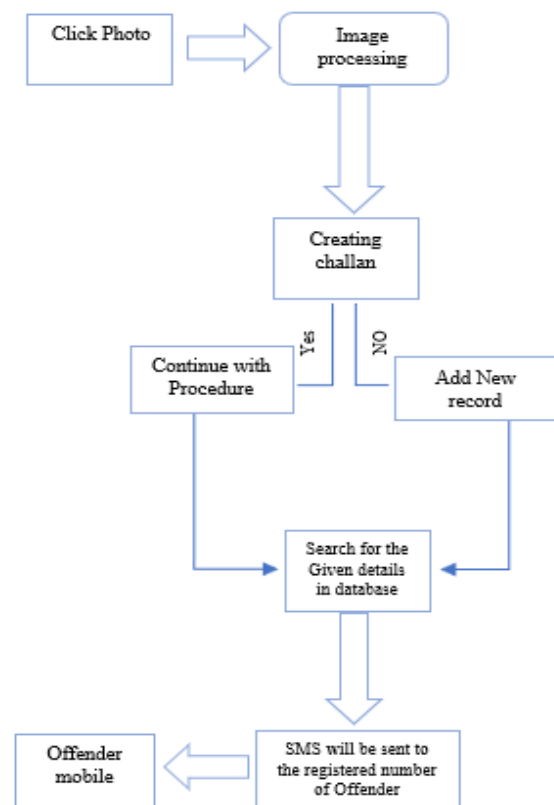 Click Photo
Image
processing
Creating
challan
Yes
NO
Continue with
Procedure
Add New
record
Search for the
Given details
in database
Offender
mobile
SMS will be sent to
the registered number
of Offender